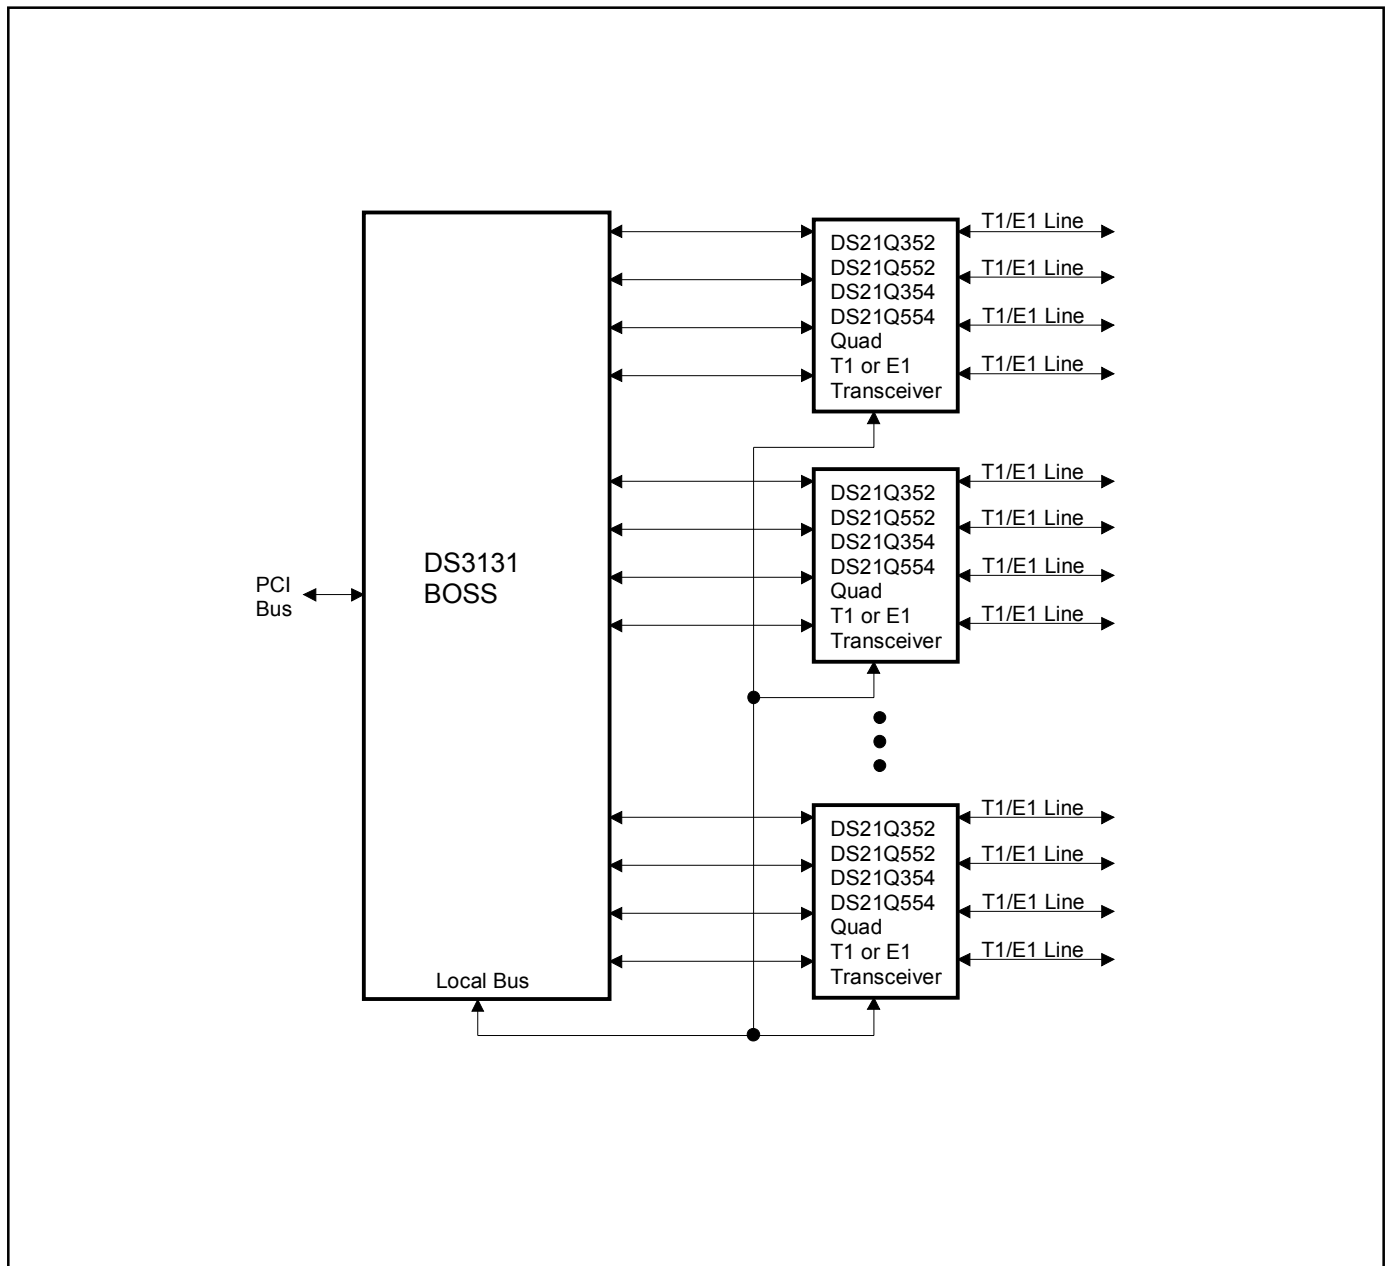 PCI
Bus
DS3131
BOSS
Local Bus
DS21Q352
DS21Q552
DS21Q354
DS21Q554
Quad
T1 or E1
Transceiver
T1/E1 Line
T1/E1 Line
T1/E1 Line
T1/E1 Line
DS21Q352
DS21Q552
DS21Q354
DS21Q554
Quad
T1 or E1
Transceiver
T1/E1 Line
T1/E1 Line
T1/E1 Line
T1/E1 Line
DS21Q352
DS21Q552
DS21Q354
DS21Q554
Quad
T1 or E1
Transceiver
T1/E1 Line
T1/E1 Line
T1/E1 Line
T1/E1 Line